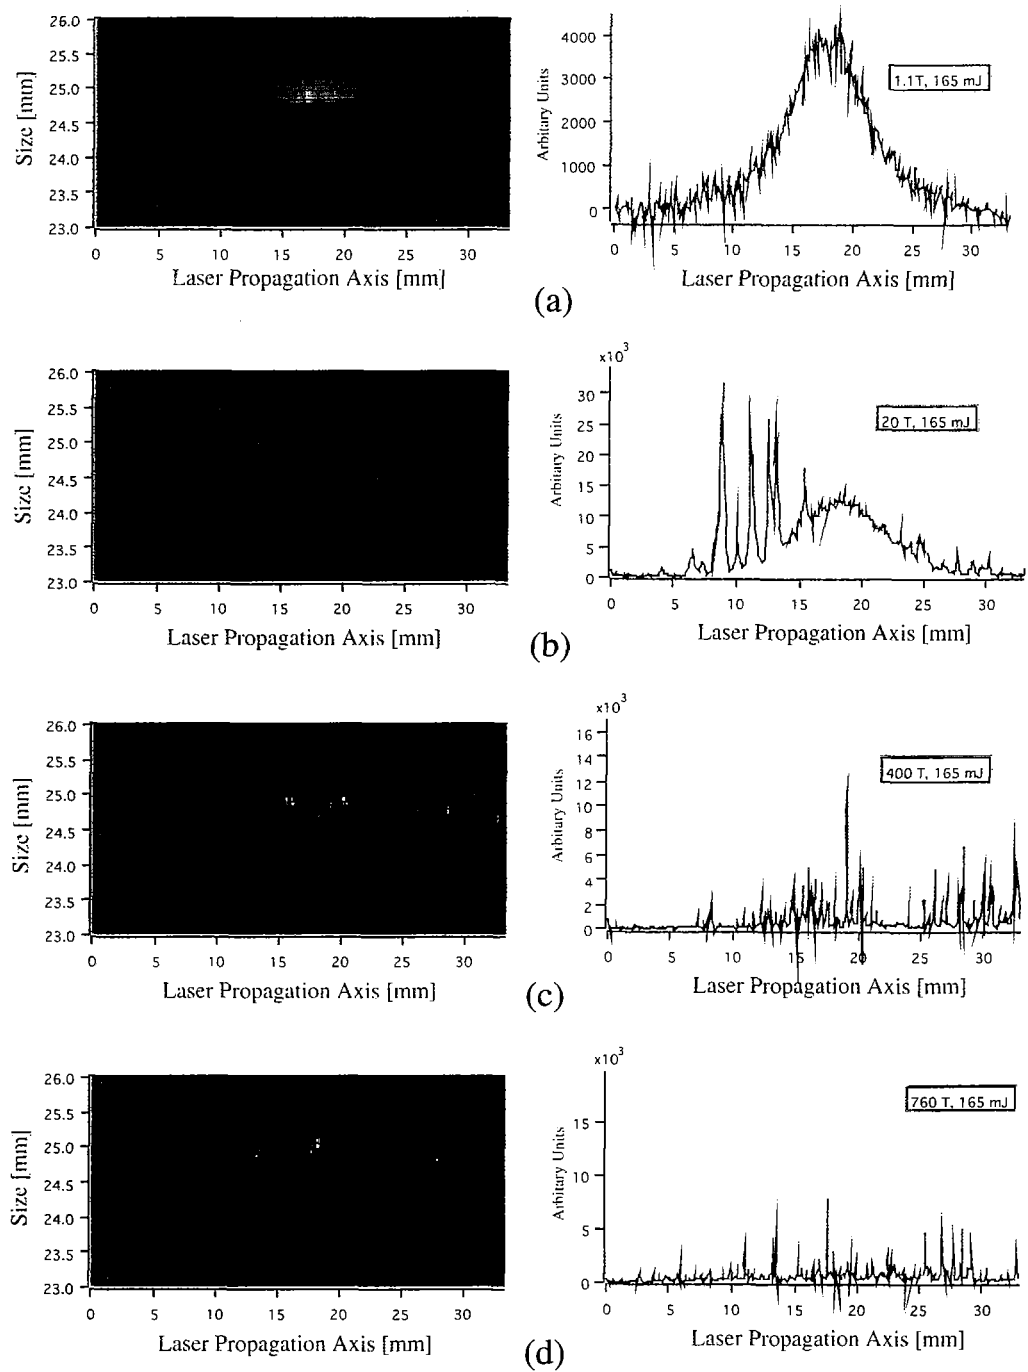 26.0
25.5
25.0
24.5
24.0
23.5
23.0
Size [mm]
0 5 10 15 20 25 30
Laser Propagation Axis [mm]
4000
3000
2000
1000
0
Arbitary Units
1.1T, 165 mJ
0 5 10 15 20 25 30
Laser Propagation Axis [mm]
(a)
26.0
25.5
25.0
24.5
24.0
23.5
23.0
Size [mm]
0 5 10 15 20 25 30
Laser Propagation Axis [mm]
x10³
30
25
20
15
10
5
0
Arbitary Units
20 T, 165 mJ
0 5 10 15 20 25 30
Laser Propagation Axis [mm]
(b)
26.0
25.5
25.0
24.5
24.0
23.5
23.0
Size [mm]
0 5 10 15 20 25 30
Laser Propagation Axis [mm]
x10³
16
14
12
10
8
6
4
2
0
Arbitary Units
400 T, 165 mJ
0 5 10 15 20 25 30
Laser Propagation Axis [mm]
(c)
26.0
25.5
25.0
24.5
24.0
23.5
23.0
Size [mm]
0 5 10 15 20 25 30
Laser Propagation Axis [mm]
x10³
15
10
5
0
Arbitary Units
760 T, 165 mJ
0 5 10 15 20 25 30
Laser Propagation Axis [mm]
(d)